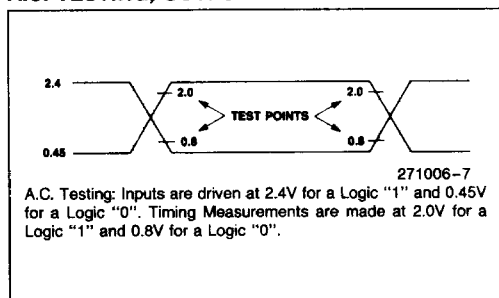 2.4
2.0
2.0
TEST POINTS
0.8
0.8
0.45
271006-7
A.C. Testing: Inputs are driven at 2.4V for a Logic "1" and 0.45V
for a Logic "0". Timing Measurements are made at 2.0V for a
Logic "1" and 0.8V for a Logic "0".